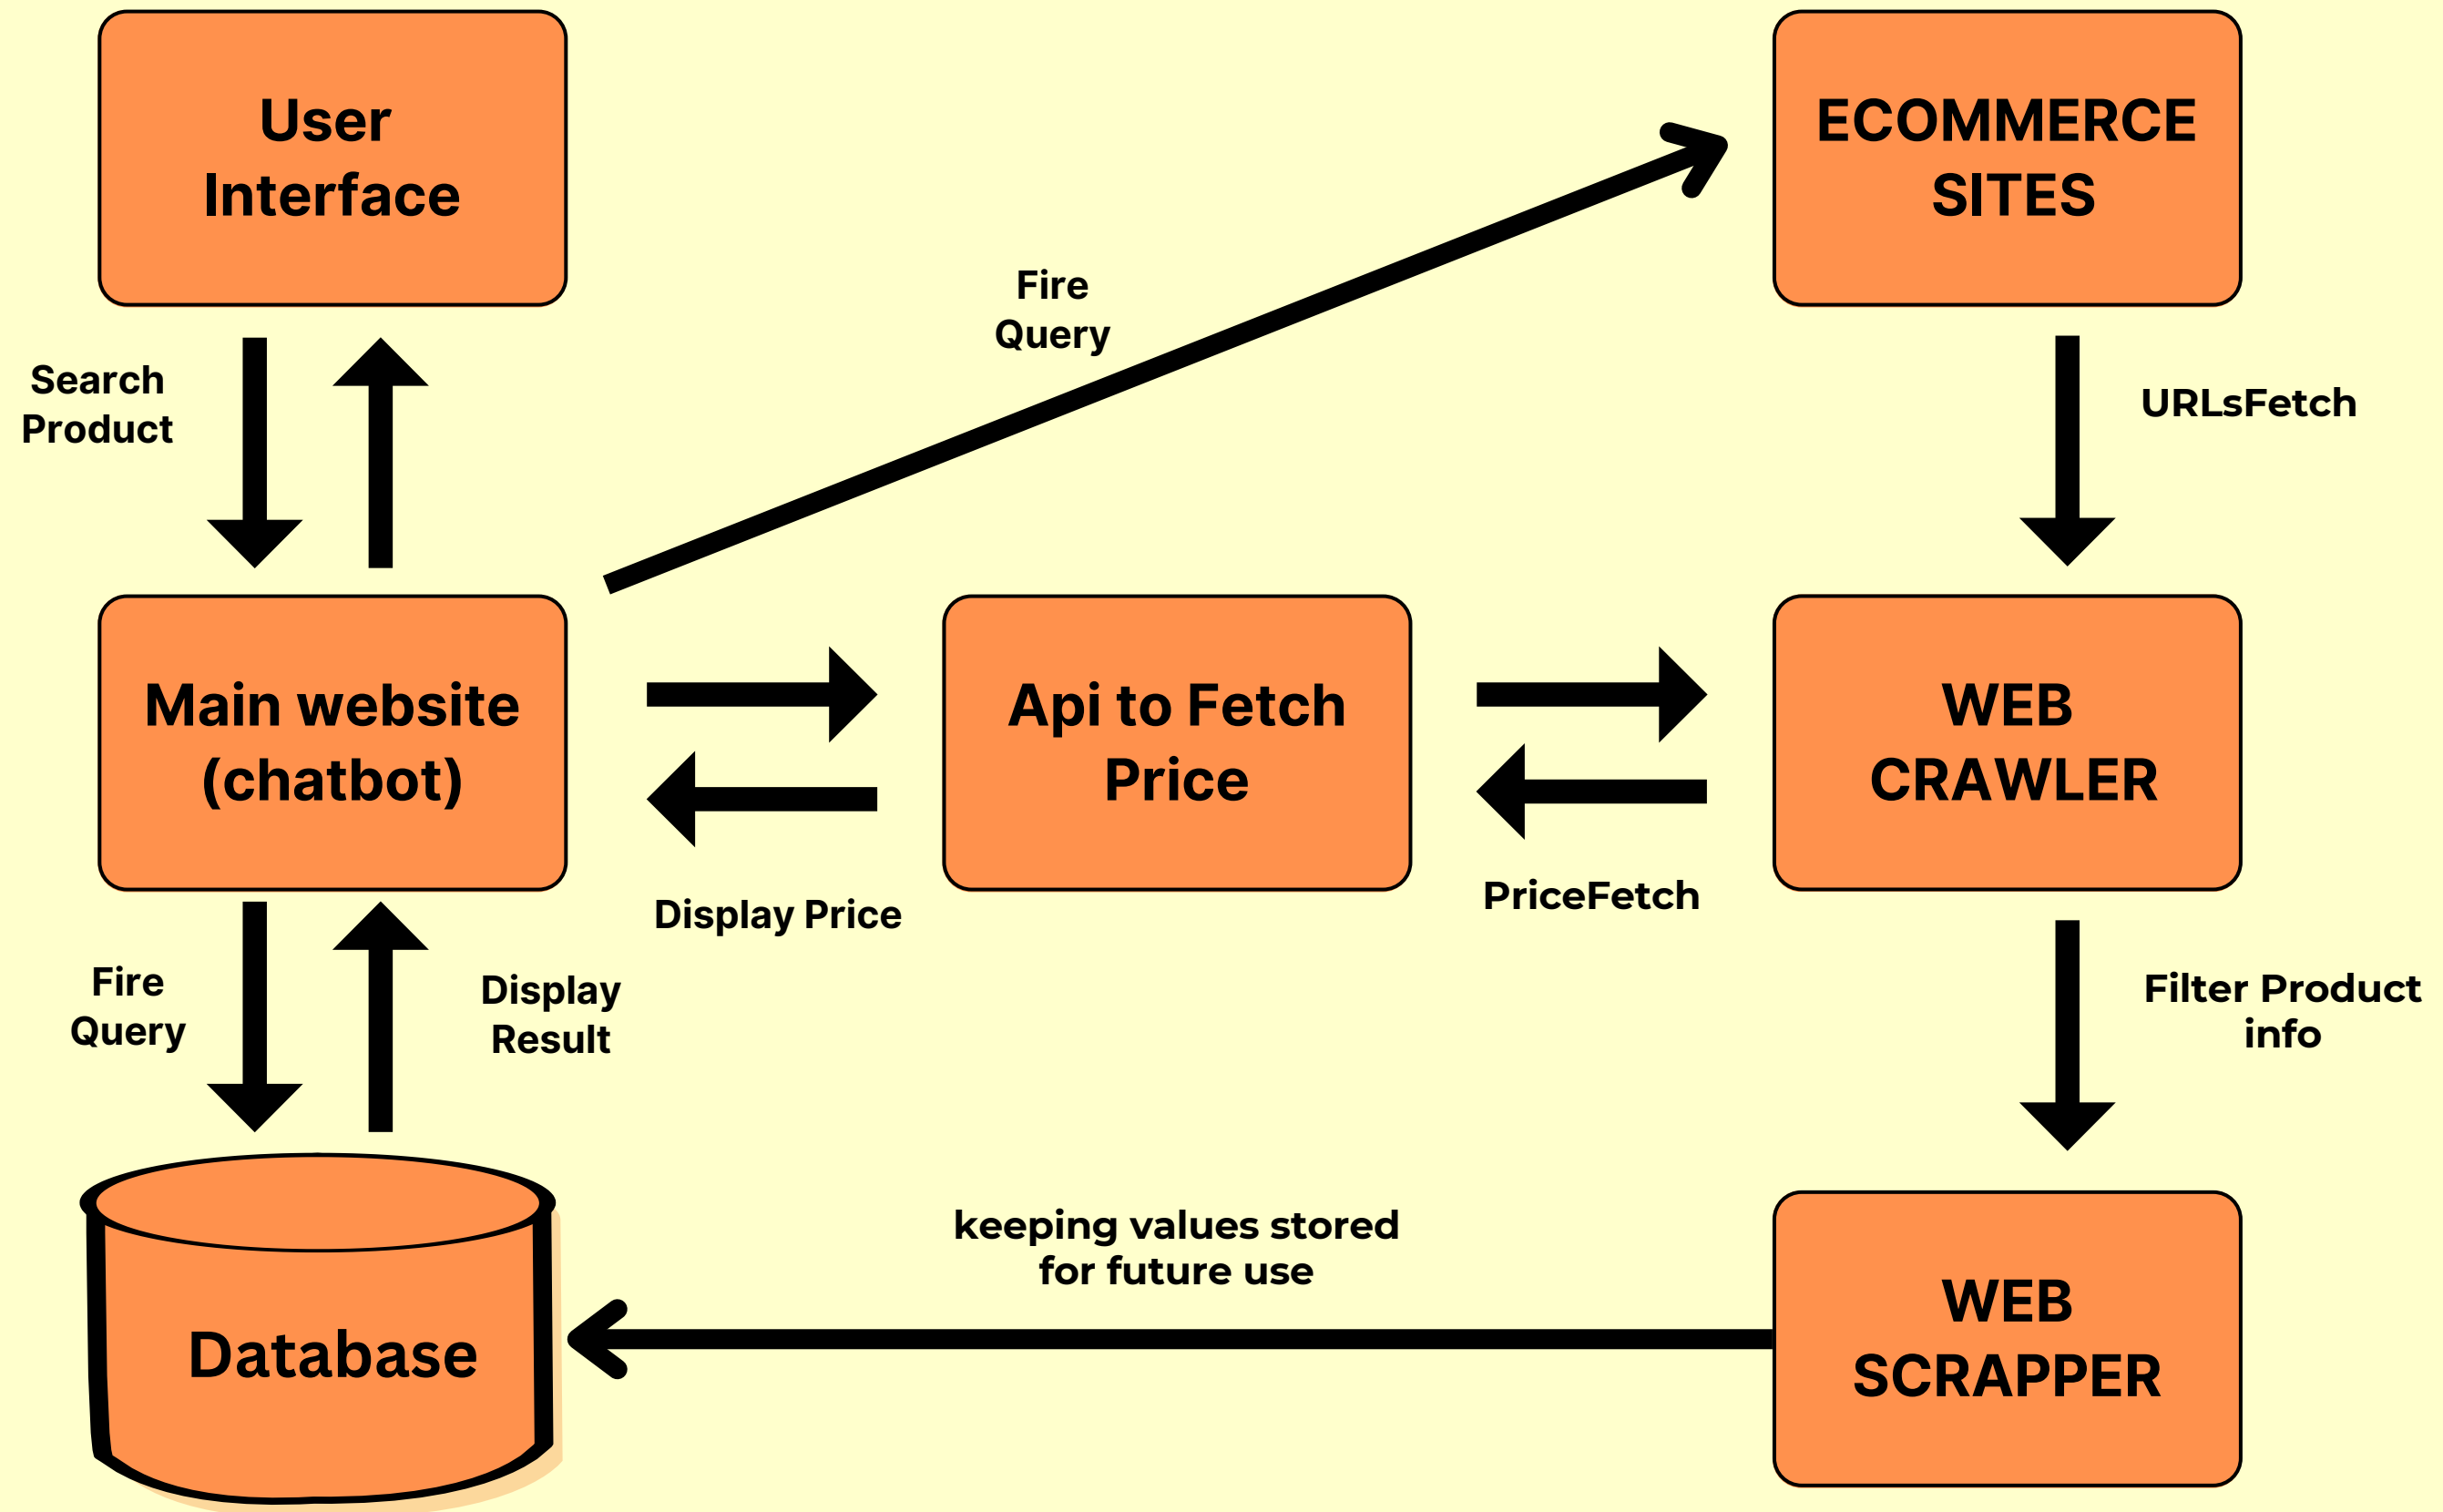 User
Interface
ECOMMERCE
SITES
Fire
Query
Search
Product
URLsFetch
Main website
(chatbot)
Api to Fetch
Price
WEB
CRAWLER
Display Price
PriceFetch
Fire
Query
Display
Result
Filter Product
info
keeping values stored
for future use
Database
WEB
SCRAPPER